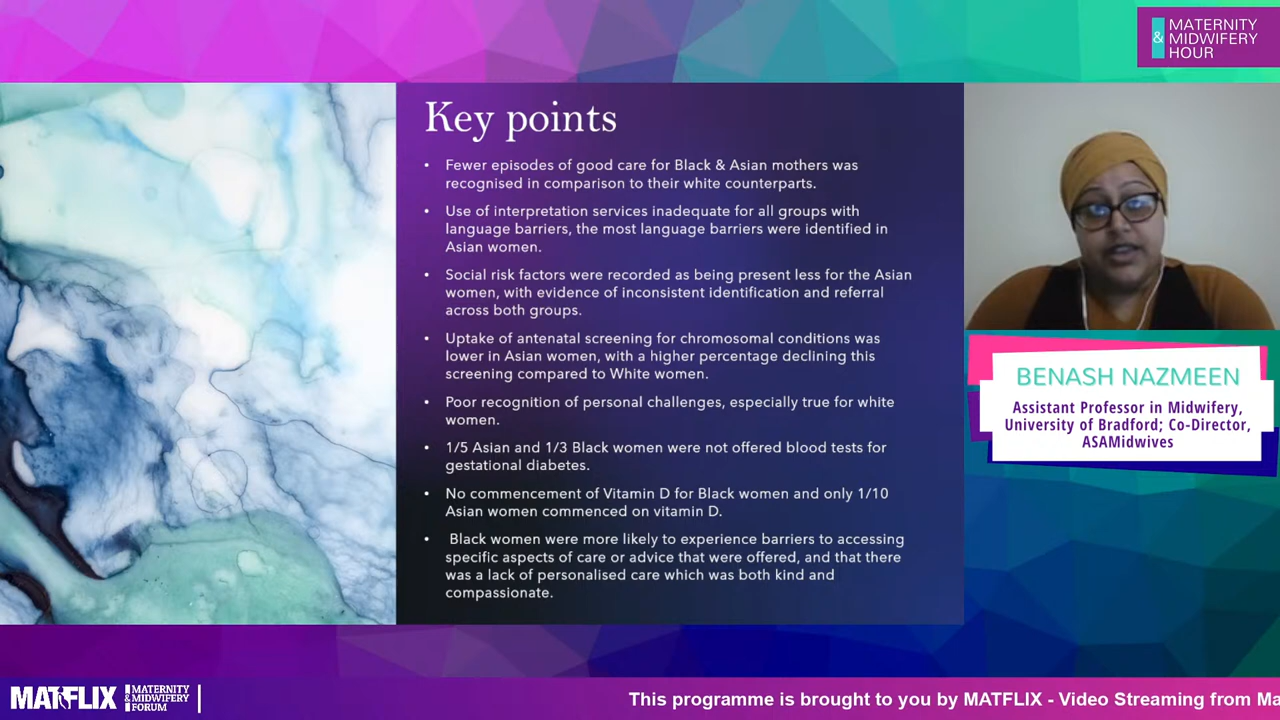 &
MATERNITY
MIDWIFERY
HOUR
Key points
• Fewer episodes of good care for Black & Asian mothers was
recognised in comparison to their white counterparts.
• Use of interpretation services inadequate for all groups with
language barriers, the most language barriers were identified in
Asian women.
• Social risk factors were recorded as being present less for the Asian
women, with evidence of inconsistent identification and referral
across both groups.
• Uptake of antenatal screening for chromosomal conditions was
lower in Asian women, with a higher percentage declining this
screening compared to White women.
• Poor recognition of personal challenges, especially true for white
women.
• 1/5 Asian and 1/3 Black women were not offered blood tests for
gestational diabetes.
• No commencement of Vitamin D for Black women and only 1/10
Asian women commenced on vitamin D.
• Black women were more likely to experience barriers to accessing
specific aspects of care or advice that were offered, and that there
was a lack of personalised care which was both kind and
compassionate.
BENASH NAZMEEN
Assistant Professor in Midwifery,
University of Bradford; Co-Director,
ASAMidwives
MATFLIX
MATERNITY
& MIDWIFERY
FORUM
This programme is brought to you by MATFLIX - Video Streaming from Ma